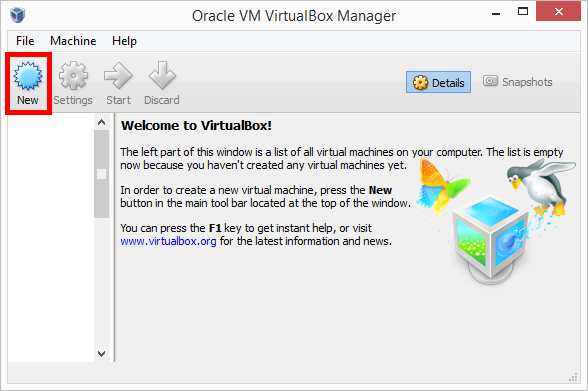 Oracle VM VirtualBox Manager
File Machine Help
New Settings Start Discard Details Snapshots
Welcome to VirtualBox!
The left part of this window is a list of all virtual machines on your computer. The list is empty
now because you haven't created any virtual machines yet.
In order to create a new virtual machine, press the New
button in the main tool bar located at the top of the window.
You can press the F1 key to get instant help, or visit
www.virtualbox.org for the latest information and news.